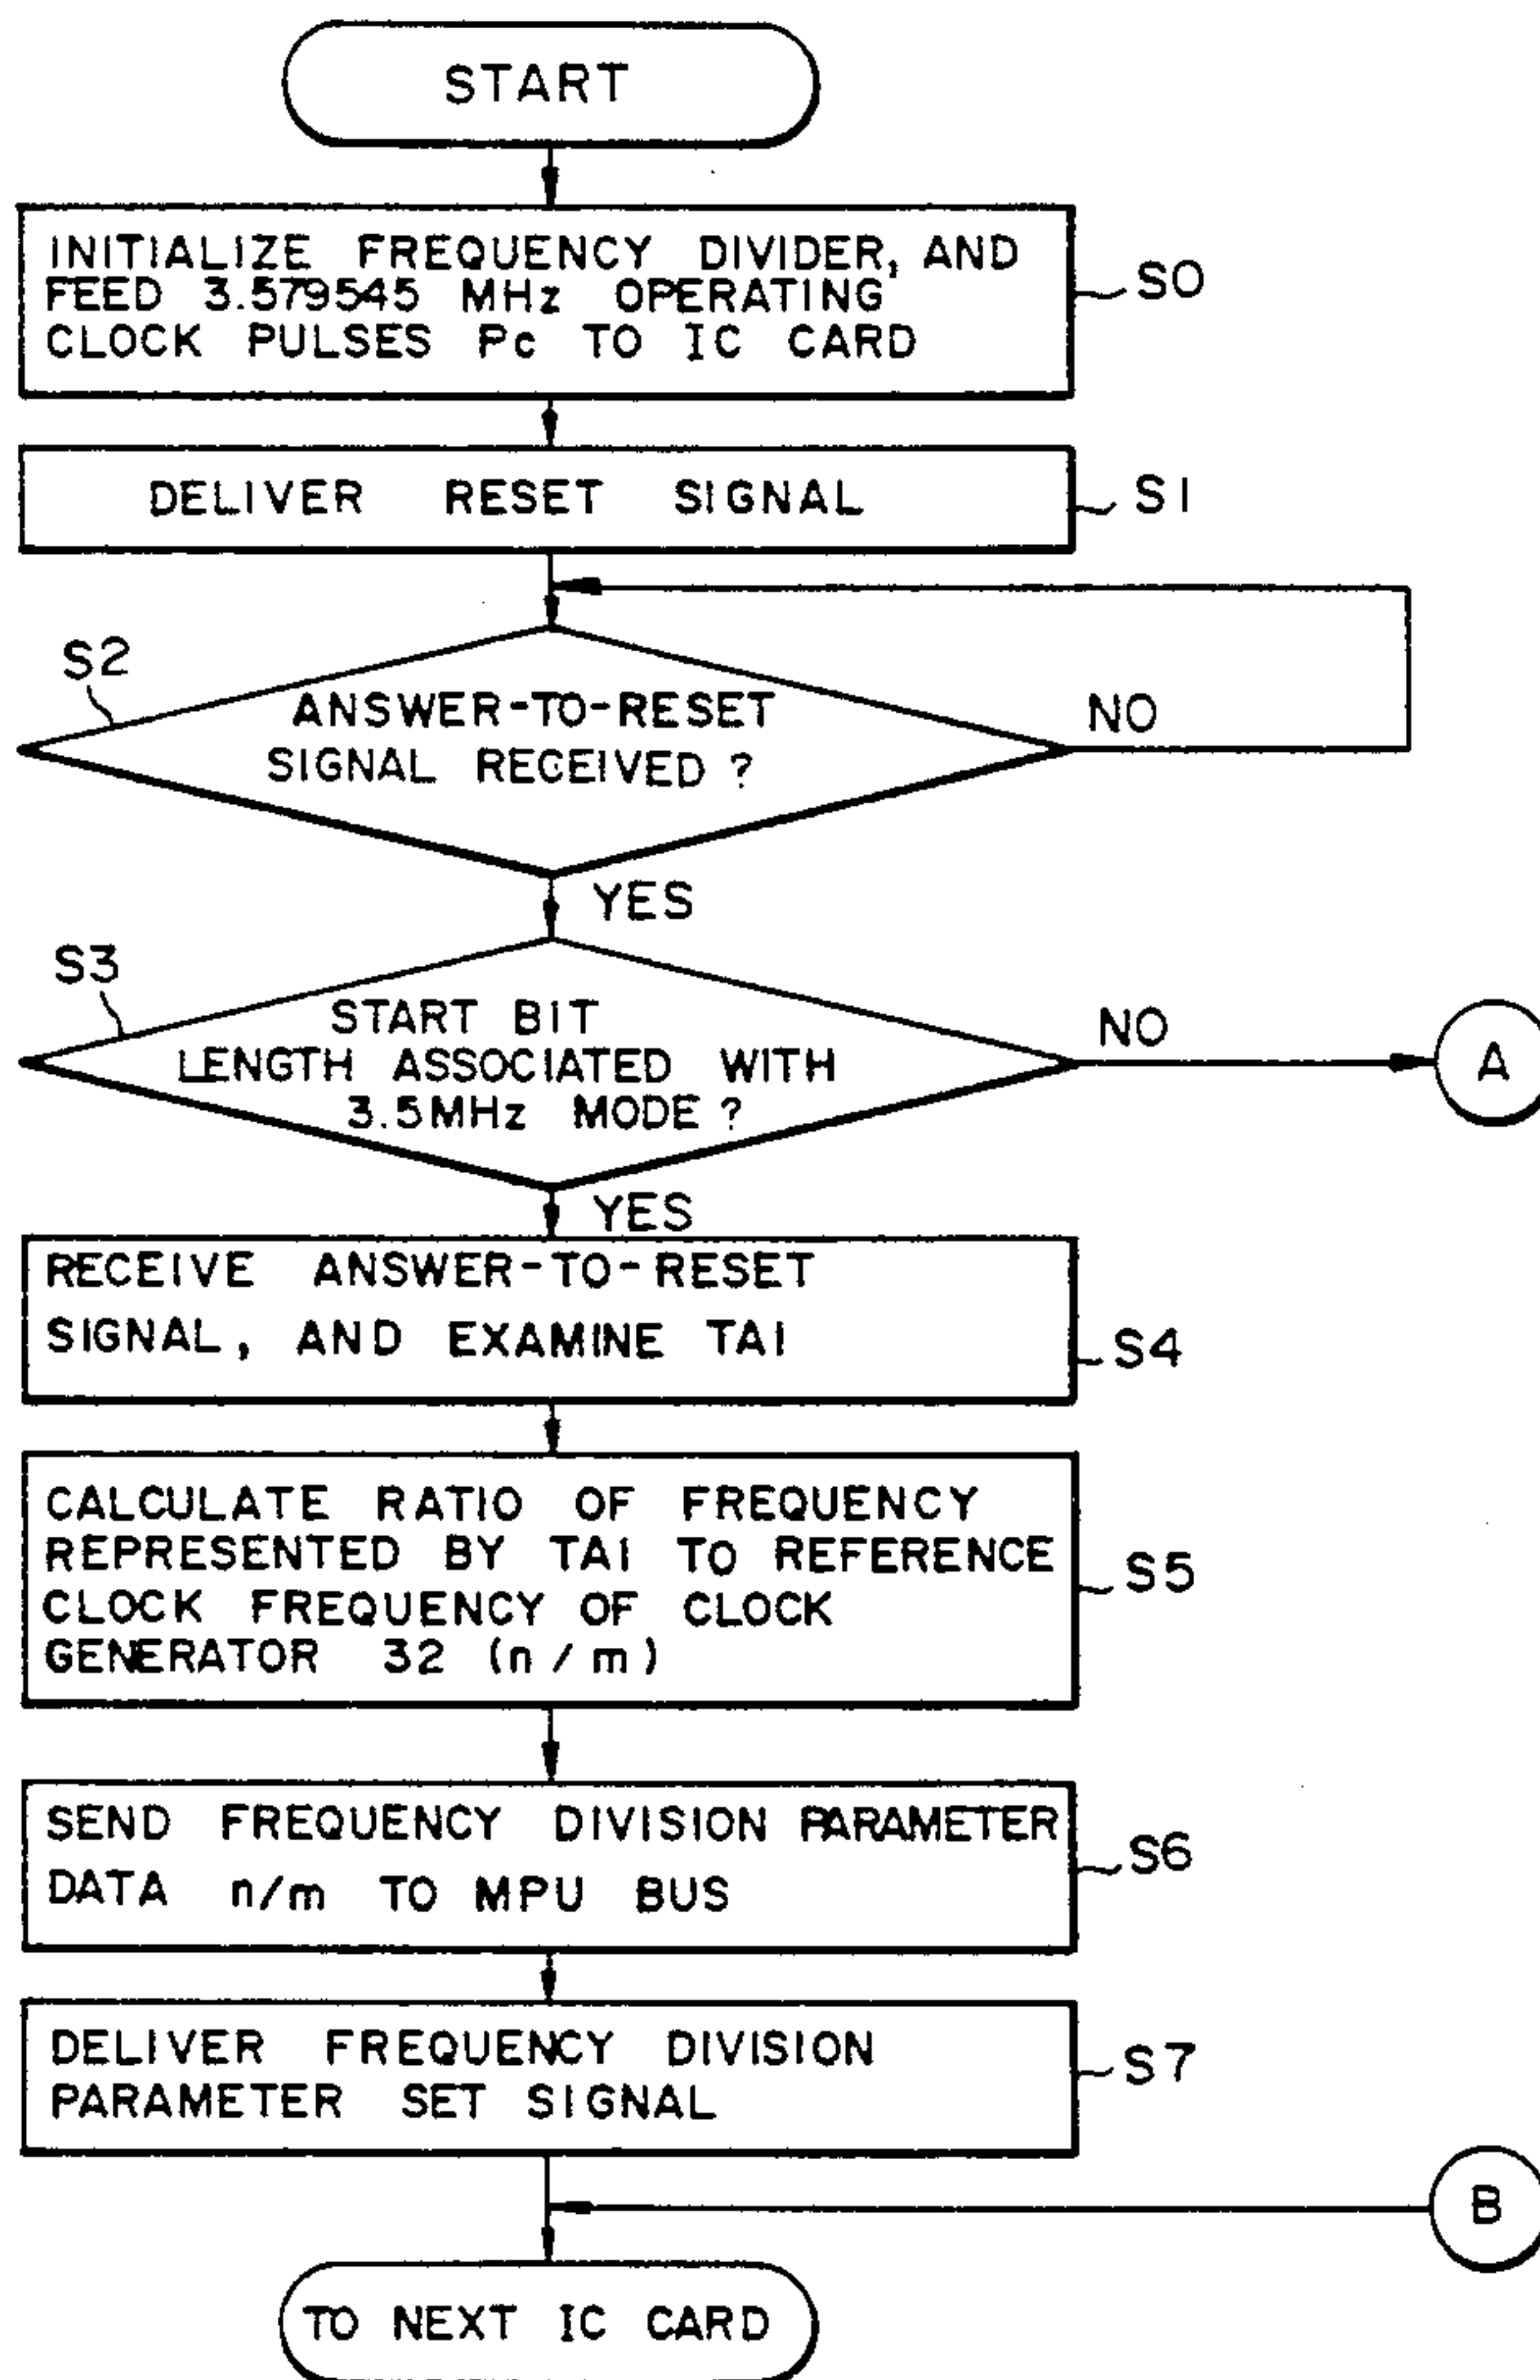 START
INITIALIZE FREQUENCY DIVIDER, AND
FEED 3.579545 MHz OPERATING
CLOCK PULSES Pc TO IC CARD
S0
DELIVER RESET SIGNAL
S1
S2
ANSWER-TO-RESET
SIGNAL RECEIVED ?
NO
YES
S3
START BIT
LENGTH ASSOCIATED WITH
3.5MHz MODE ?
NO
A
YES
RECEIVE ANSWER-TO-RESET
SIGNAL, AND EXAMINE TA1
S4
CALCULATE RATIO OF FREQUENCY
REPRESENTED BY TA1 TO REFERENCE
CLOCK FREQUENCY OF CLOCK
GENERATOR 32 (n/m)
S5
SEND FREQUENCY DIVISION PARAMETER
DATA n/m TO MPU BUS
S6
DELIVER FREQUENCY DIVISION
PARAMETER SET SIGNAL
S7
B
TO NEXT IC CARD